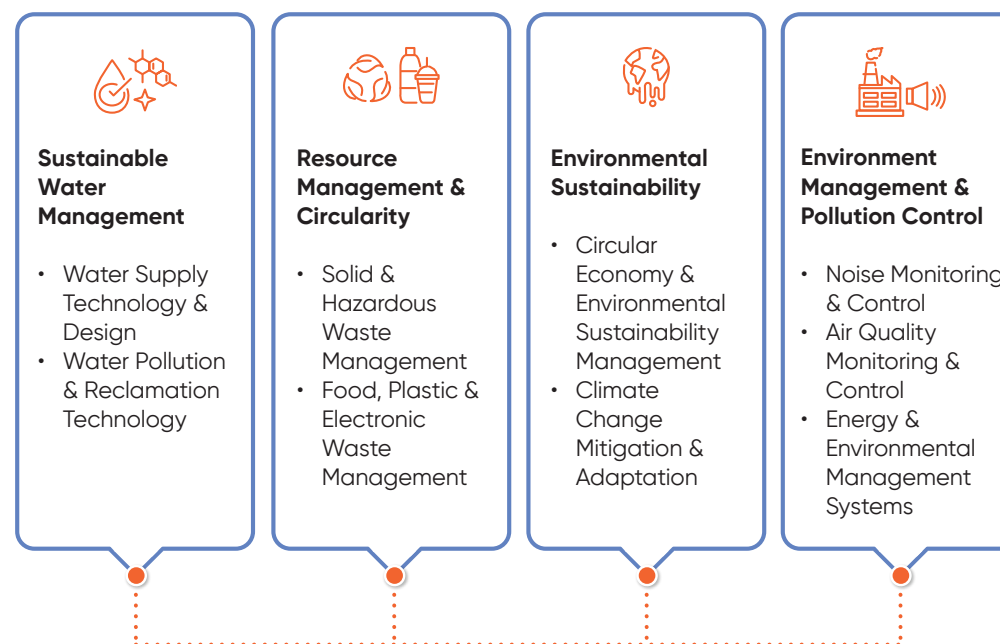 Sustainable
Water
Management
• Water Supply
Technology &
Design
• Water Pollution
& Reclamation
Technology
Resource
Management &
Circularity
• Solid &
Hazardous
Waste
Management
• Food, Plastic &
Electronic
Waste
Management
Environmental
Sustainability
• Circular
Economy &
Environmental
Sustainability
Management
• Climate
Change
Mitigation &
Adaptation
Environment
Management &
Pollution Control
• Noise Monitoring
& Control
• Air Quality
Monitoring &
Control
• Energy &
Environmental
Management
Systems